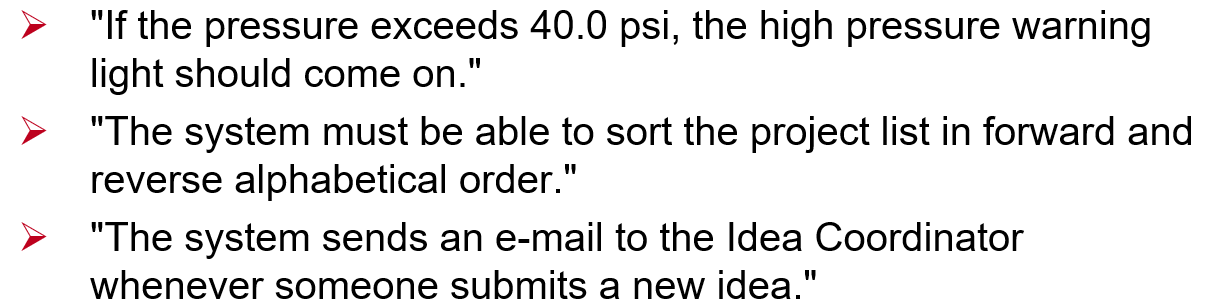 "If the pressure exceeds 40.0 psi, the high pressure warning
light should come on."
"The system must be able to sort the project list in forward and
reverse alphabetical order."
"The system sends an e-mail to the Idea Coordinator
whenever someone submits a new idea."